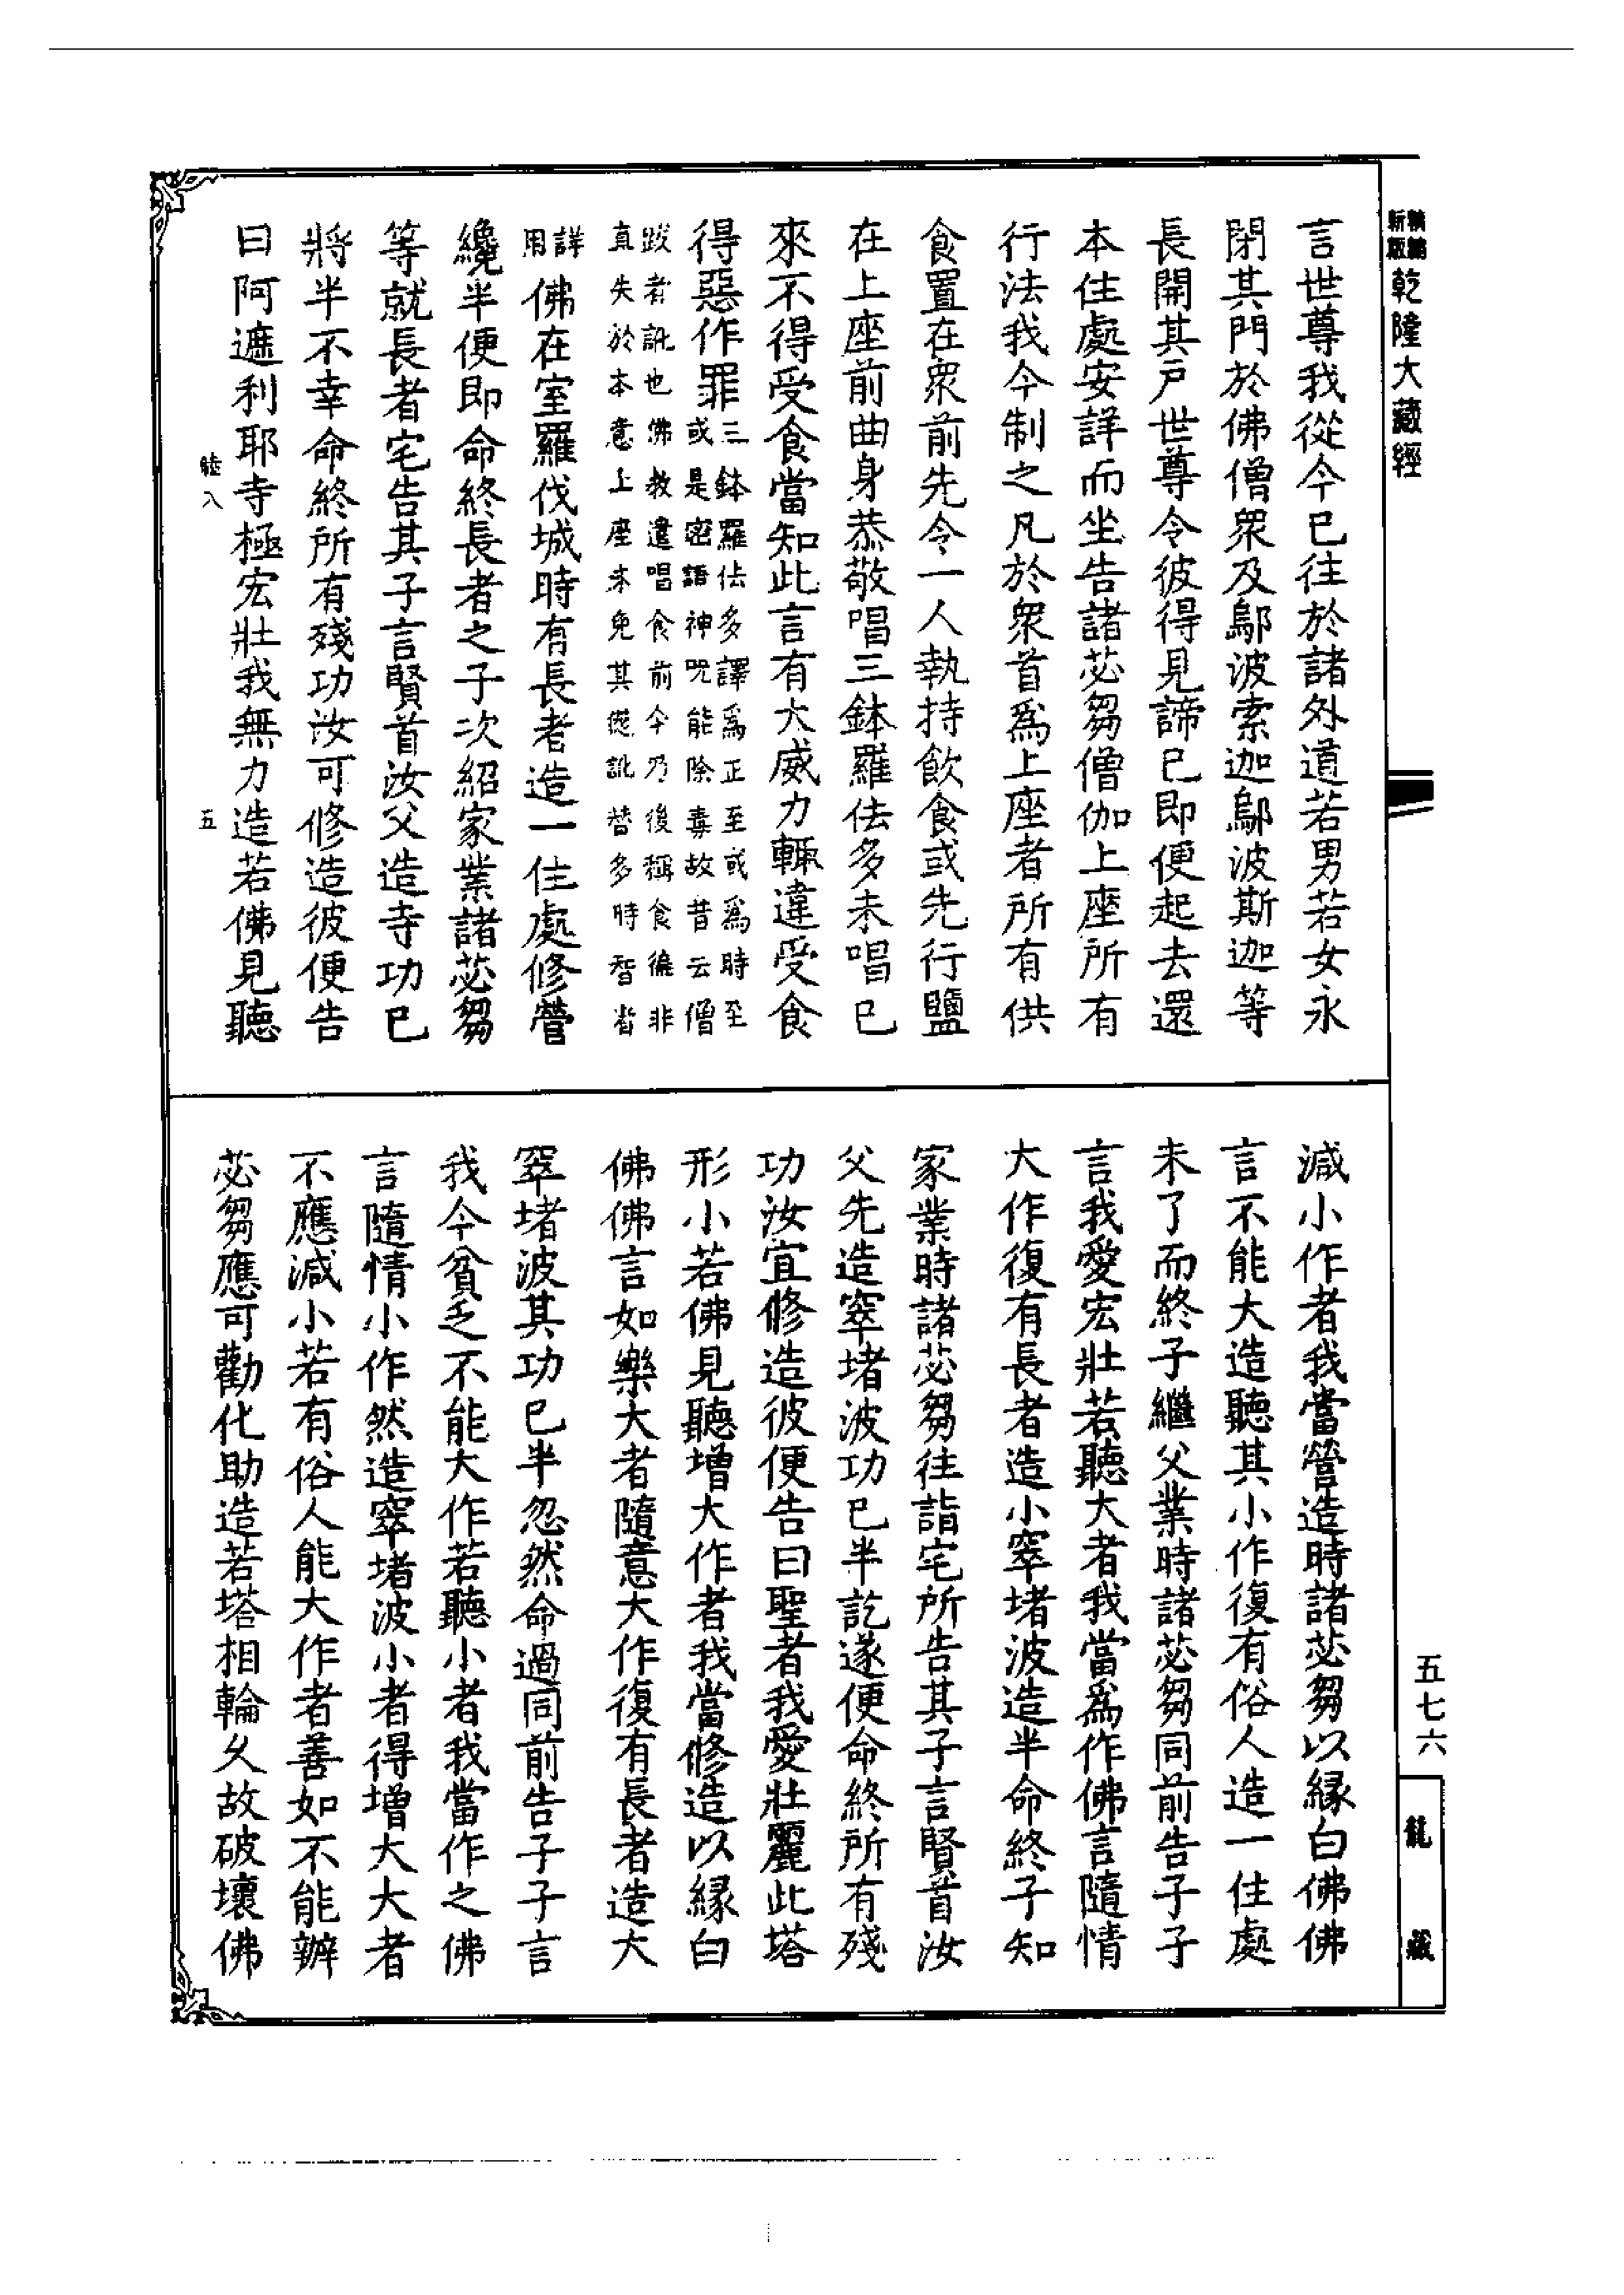 精編新版
乾隆大藏經
言世尊我從今已往於諸外道若男若女永
閉其門於佛僧衆及鄔波索迦鄔波斯迦等
長開其戸世尊令彼得見諦已即便起去還
本住處安詳而坐告諸苾芻僧伽上座所有
行法我今制之凡於衆首爲上座者所有供
食置在衆前先令一人執持飲食或先行鹽
在上座前曲身恭敬唱三鉢羅佉多未唱已
來不得受食當知此言有大威力輒違受食
得惡作罪
三鉢羅佉多譯爲正至或爲時至
或是密語神呪能除毒故昔云僧
跋者訛也佛教遣唱食前今乃後稱食徧非
直失於本意上座未免其愆訛替多時智者
詳
用
佛在室羅伐城時有長者造一住處修營
纔半便即命終長者之子次紹家業諸苾芻
等就長者宅告其子言賢首汝父造寺功已
將半不幸命終所有殘功汝可修造彼便告
曰阿遮利耶寺極宏壯我無力造若佛見聽
五
減小作者我當營造時諸苾芻以縁白佛佛
言不能大造聽其小作復有俗人造一住處
未了而終子繼父業時諸苾芻同前告子子
言我愛宏壯若聽大者我當爲作佛言隨情
大作復有長者造小窣堵波造半命終子知
家業時諸苾芻往詣宅所告其子言賢首汝
父先造窣堵波功已半訖遂便命終所有殘
功汝宜修造彼便告曰聖者我愛壯麗此塔
形小若佛見聽增大作者我當修造以縁白
佛佛言如樂大者隨意大作復有長者造大
窣堵波其功已半忽然命過同前告子子言
我今貧乏不能大作若聽小者我當作之佛
言隨情小作然造窣堵波小者得增大大者
不應減小若有俗人能大作者善如不能辦
苾芻應可勸化助造若塔相輪久故破壞佛
五七六
龍藏